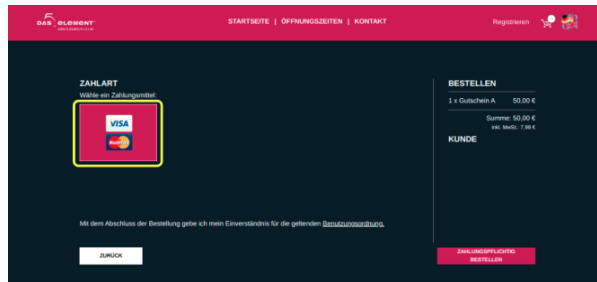 DAS ELEMENT
STARTSEITE | ÖFFNUNGSZEITEN | KONTAKT
Registrieren
ZAHLART
Wähle ein Zahlungsmittel:
VISA
BESTELLEN
1 x Gutschein A 50,00 €
Summe: 50,00 €
inkl. MwSt.: 7,98 €
KUNDE
Mit dem Abschluss der Bestellung gebe ich mein Einverständnis für die geltenden Benutzungsordnung.
ZURÜCK
ZAHLUNGSPFLICHTIG
BESTELLEN